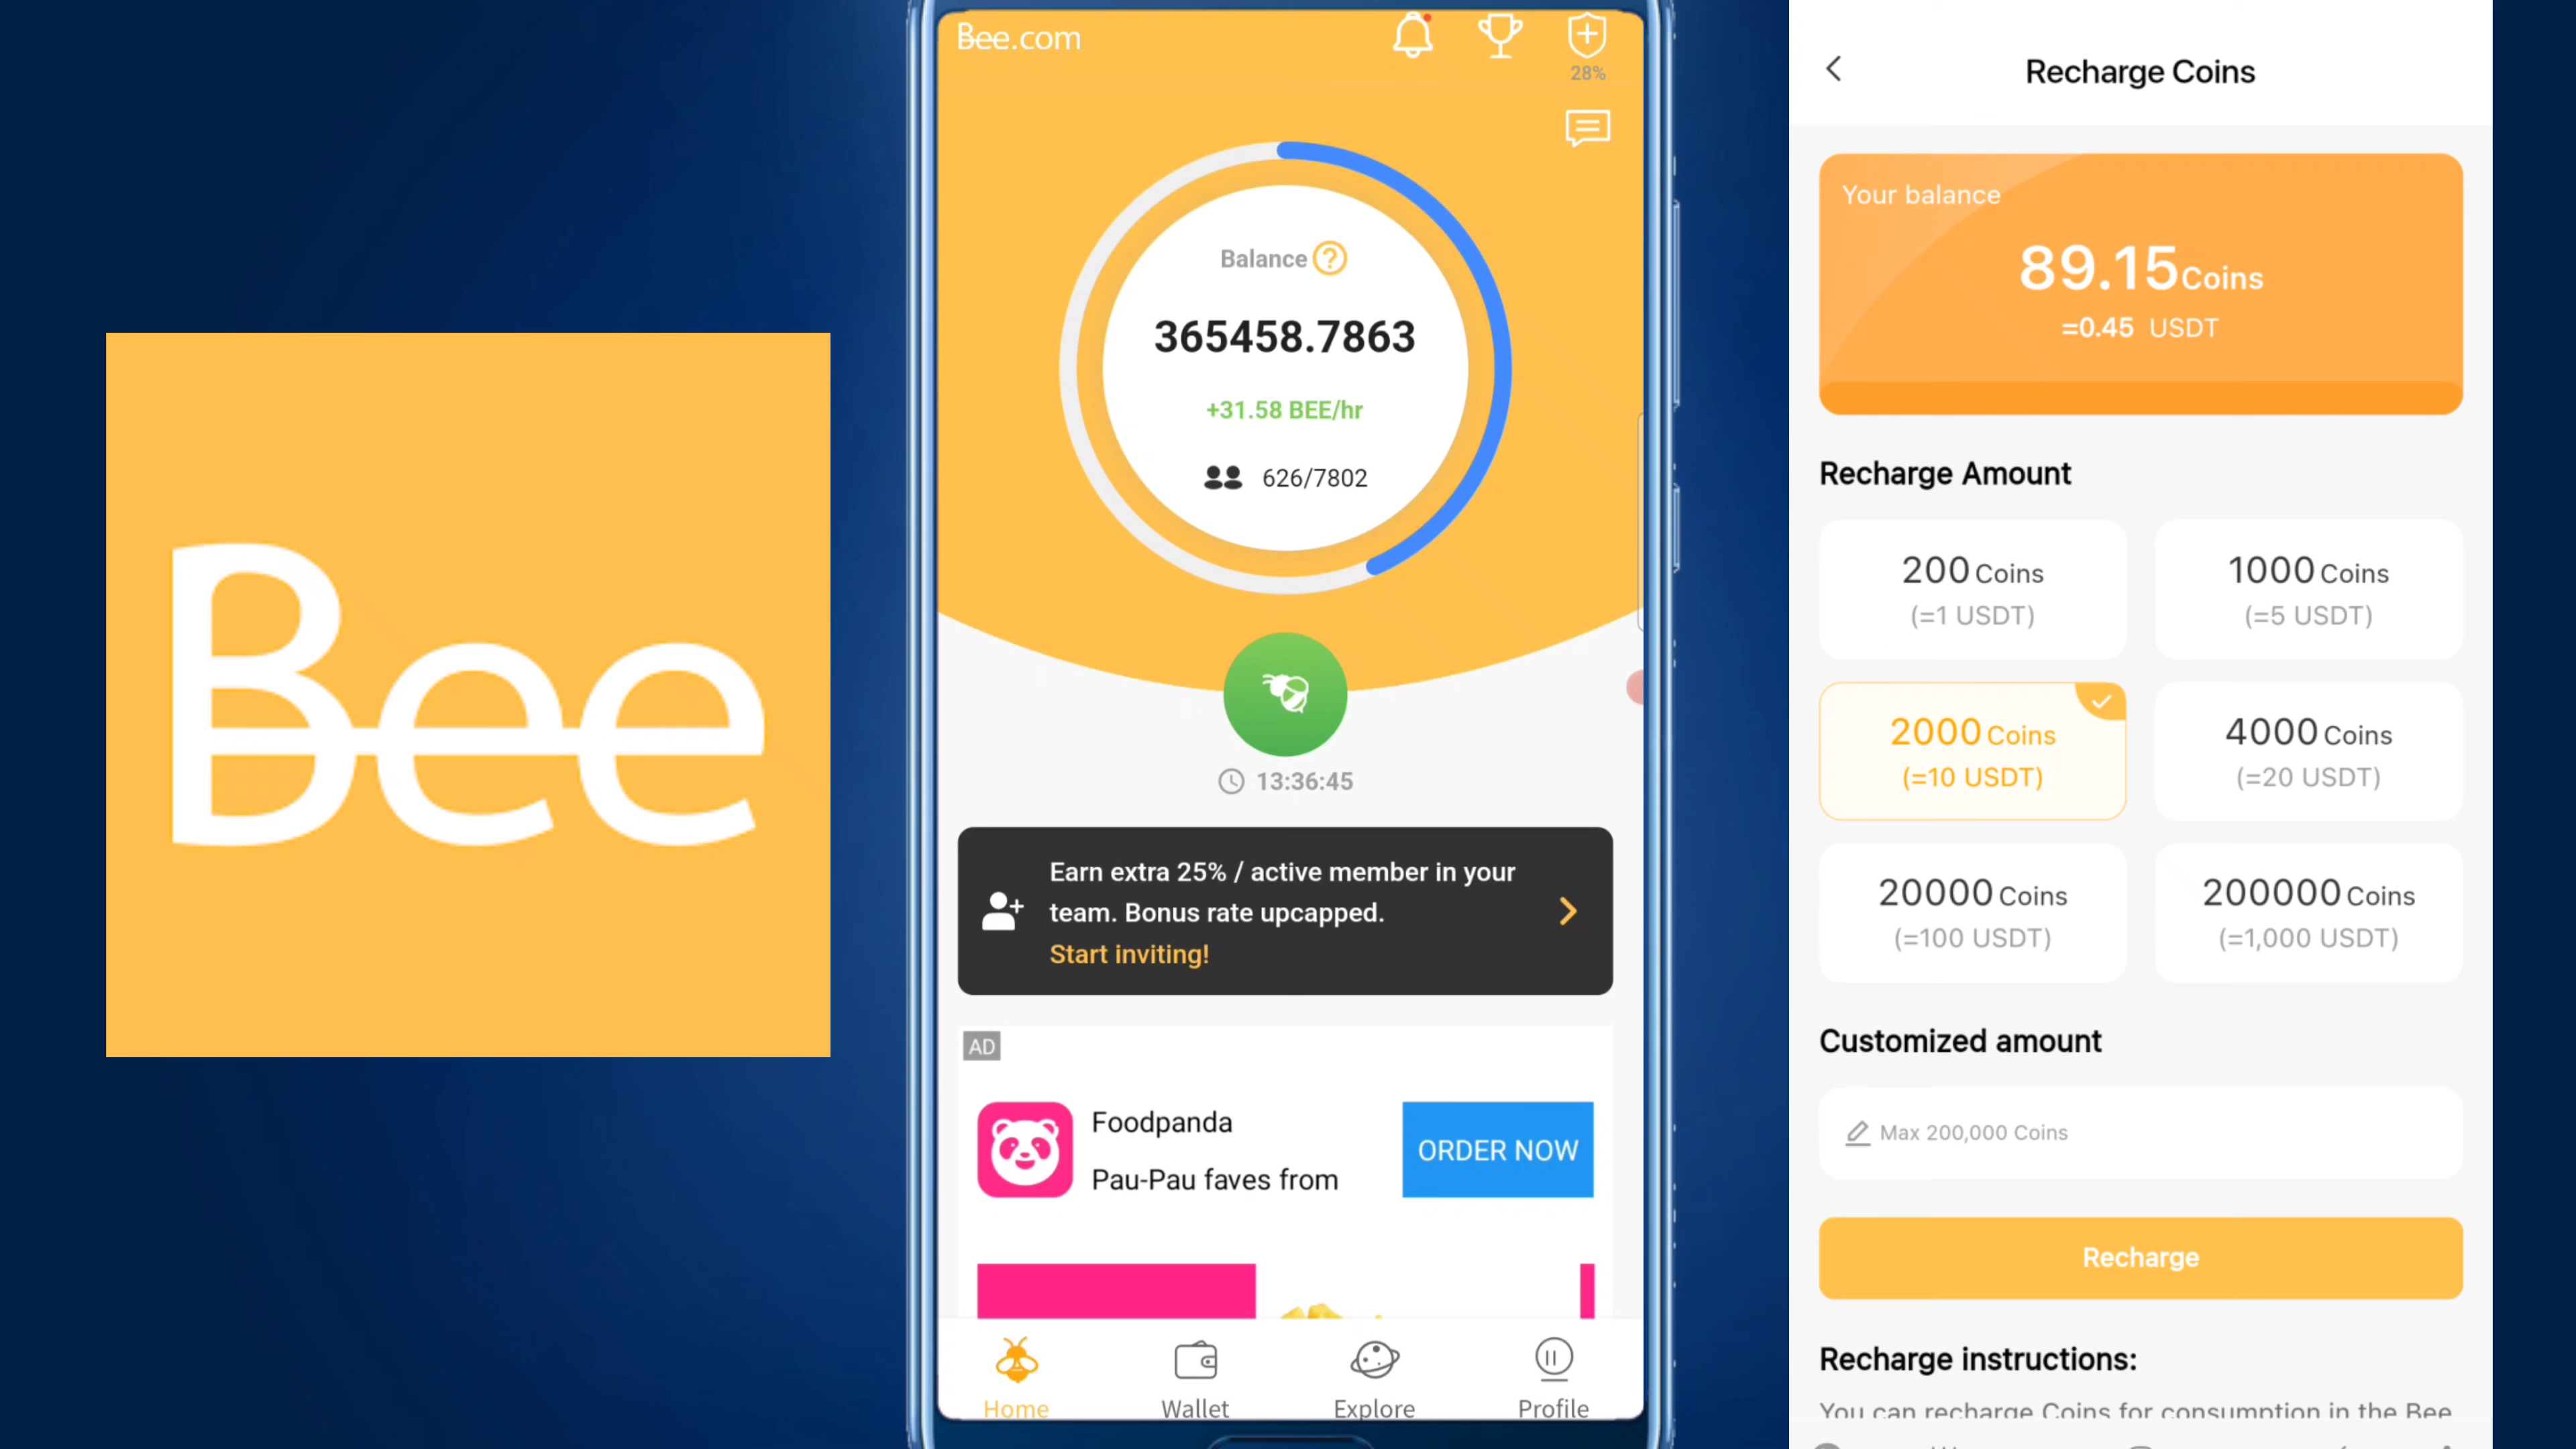 Bee
Bee.com
28%
Balance ?
365458.7863
+31.58 BEE/hr
626/7802
13:36:45
Earn extra 25% / active member in your
team. Bonus rate upcapped.
Start inviting!
AD
Foodpanda
Pau-Pau faves from
ORDER NOW
Home
Wallet
Explore
Profile
Recharge Coins
Your balance
89.15 Coins
=0.45 USDT
Recharge Amount
200 Coins
(=1 USDT)
1000 Coins
(=5 USDT)
2000 Coins
(=10 USDT)
4000 Coins
(=20 USDT)
20000 Coins
(=100 USDT)
200000 Coins
(=1,000 USDT)
Customized amount
Max 200,000 Coins
Recharge
Recharge instructions:
You can recharge Coins for consumption in the Bee